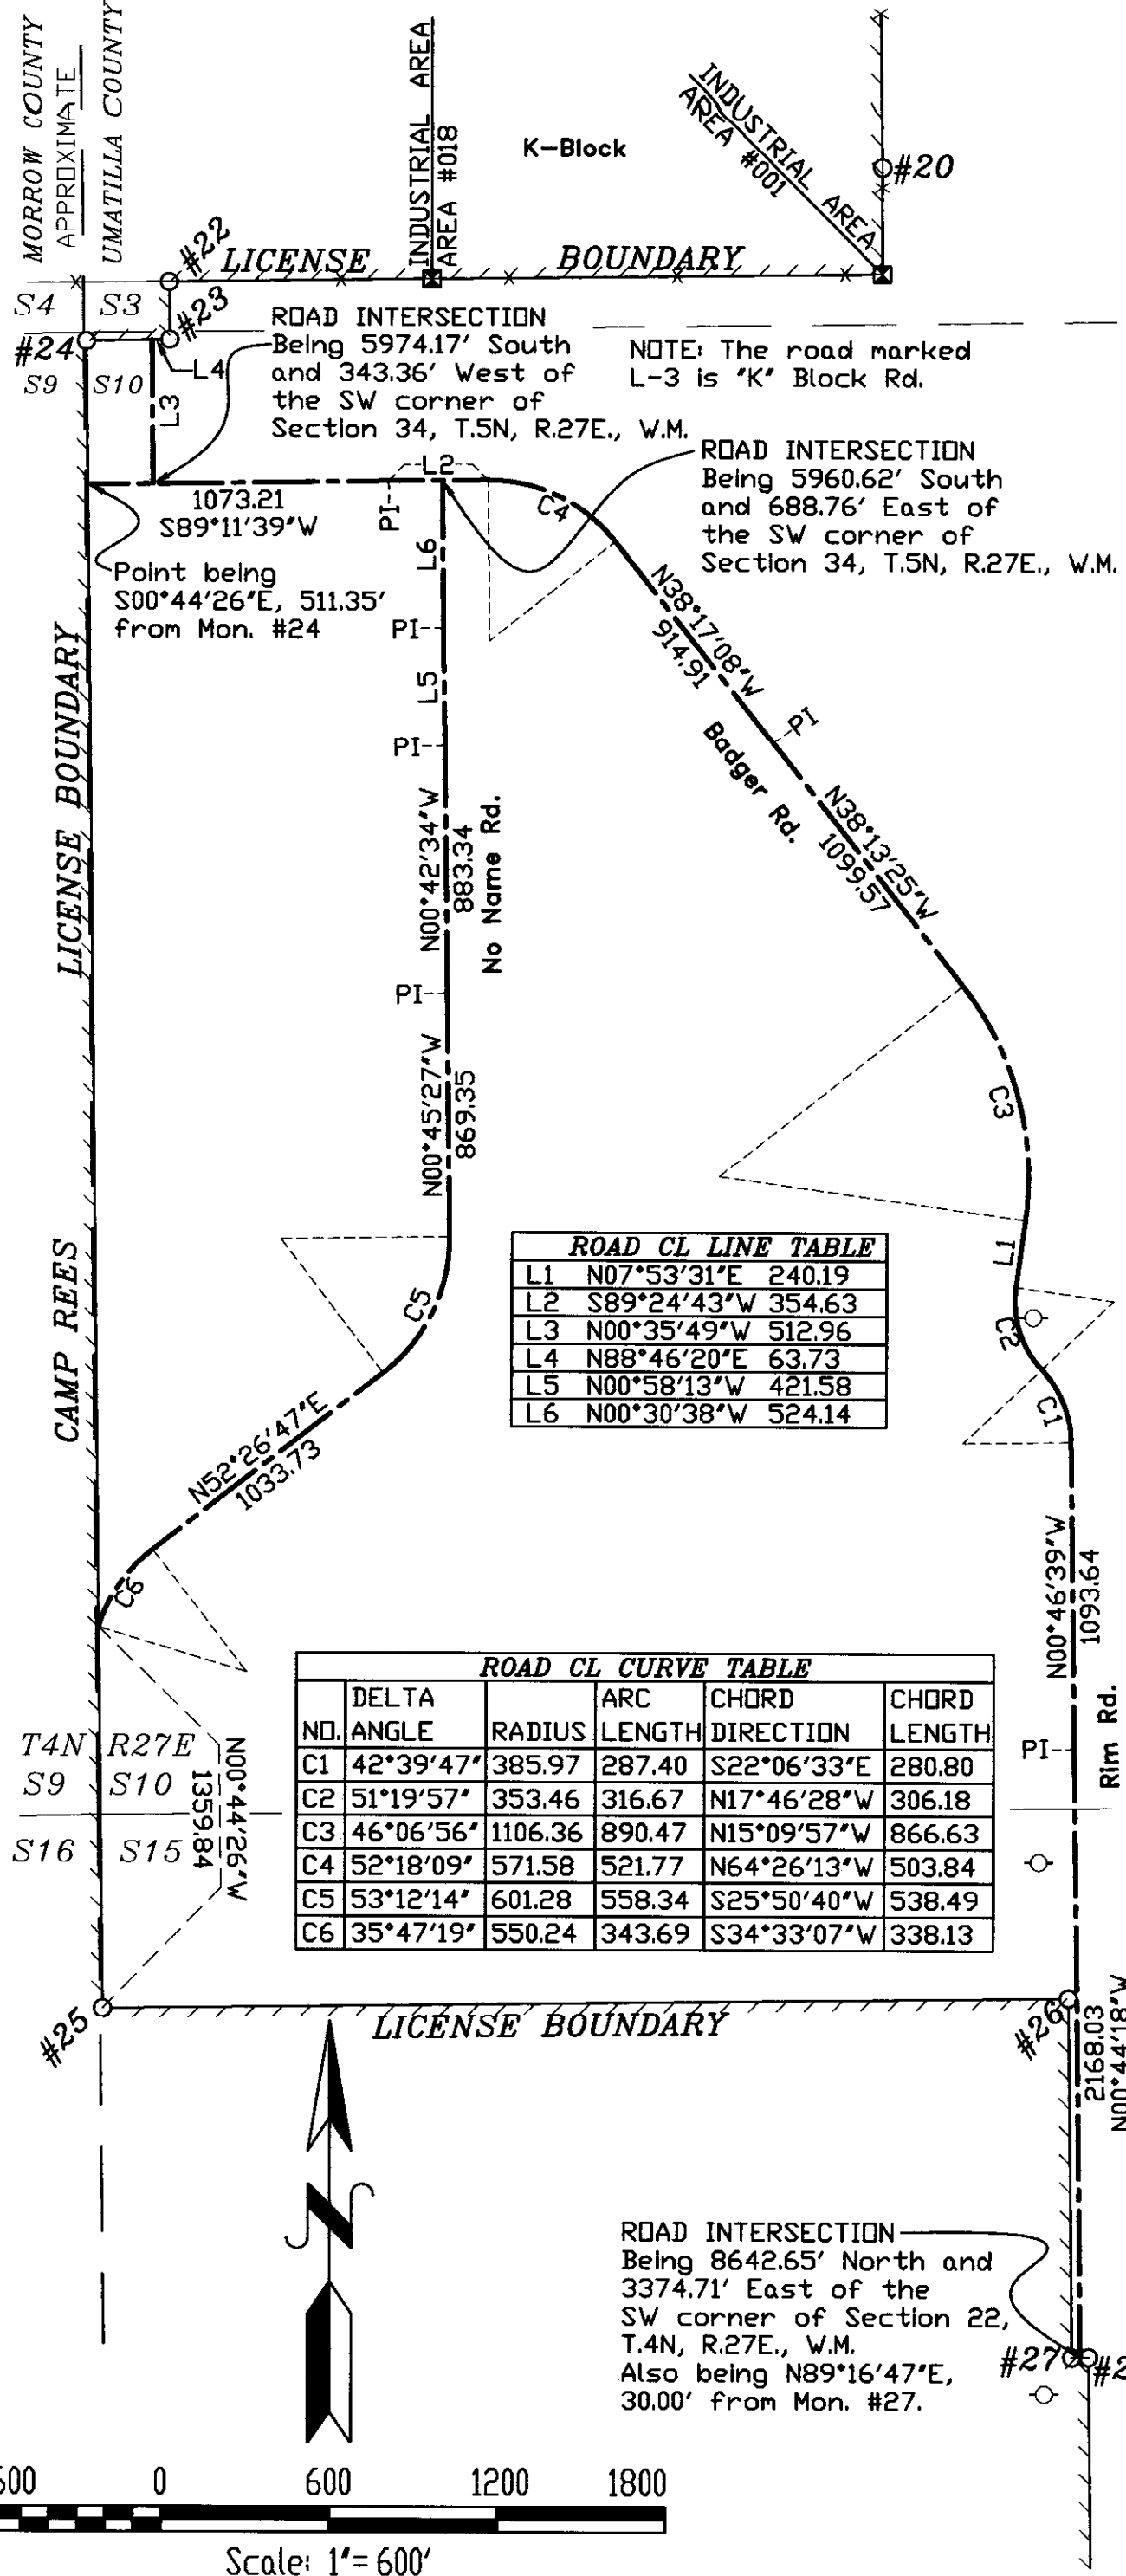 MORROW COUNTY
APPROXIMATE
UMATILLA COUNTY
INDUSTRIAL AREA
AREA #018
K-Block
INDUSTRIAL AREA
AREA #001
#20
#22
LICENSE BOUNDARY
S4 S3
#23
#24
S9 S10
L4
L3
ROAD INTERSECTION
Being 5974.17' South
and 343.36' West of
the SW corner of
Section 34, T.5N, R.27E., W.M.
NOTE: The road marked
L-3 is "K" Block Rd.
ROAD INTERSECTION
Being 5960.62' South
and 688.76' East of
the SW corner of
Section 34, T.5N, R.27E., W.M.
L2
1073.21
S89°11'39"W
PI
C4
L6
Point being
S00°44'26"E, 511.35'
from Mon. #24
PI
L5
PI
N38°17'08"W
914.91
PI
Badger Rd.
N38°13'25"W
1099.57
LICENSE BOUNDARY
N00°42'34"W
883.34
No Name Rd.
PI
N00°45'27"W
869.35
C3
CAMP REES
L1
C2
C1
C5
ROAD CL LINE TABLE
L1 N07°53'31"E 240.19
L2 S89°24'43"W 354.63
L3 N00°35'49"W 512.96
L4 N88°46'20"E 63.73
L5 N00°58'13"W 421.58
L6 N00°30'38"W 524.14
N52°26'47"E
1033.73
C6
N00°46'39"W
1093.64
Rim Rd.
PI
ROAD CL CURVE TABLE
DELTA ARC CHORD CHORD
NO. ANGLE RADIUS LENGTH DIRECTION LENGTH
C1 42°39'47" 385.97 287.40 S22°06'33"E 280.80
C2 51°19'57" 353.46 316.67 N17°46'28"W 306.18
C3 46°06'56" 1106.36 890.47 N15°09'57"W 866.63
C4 52°18'09" 571.58 521.77 N64°26'13"W 503.84
C5 53°12'14" 601.28 558.34 S25°50'40"W 538.49
C6 35°47'19" 550.24 343.69 S34°33'07"W 338.13
T4N R27E
S9 S10
S16 S15
N00°44'26"W
1359.84
#25
LICENSE BOUNDARY
#26
2168.03
N00°44'18"W
N
ROAD INTERSECTION
Being 8642.65' North and
3374.71' East of the
SW corner of Section 22,
T.4N, R.27E., W.M.
Also being N89°16'47"E,
30.00' from Mon. #27.
#27
#2
600 0 600 1200 1800
Scale: 1"= 600'